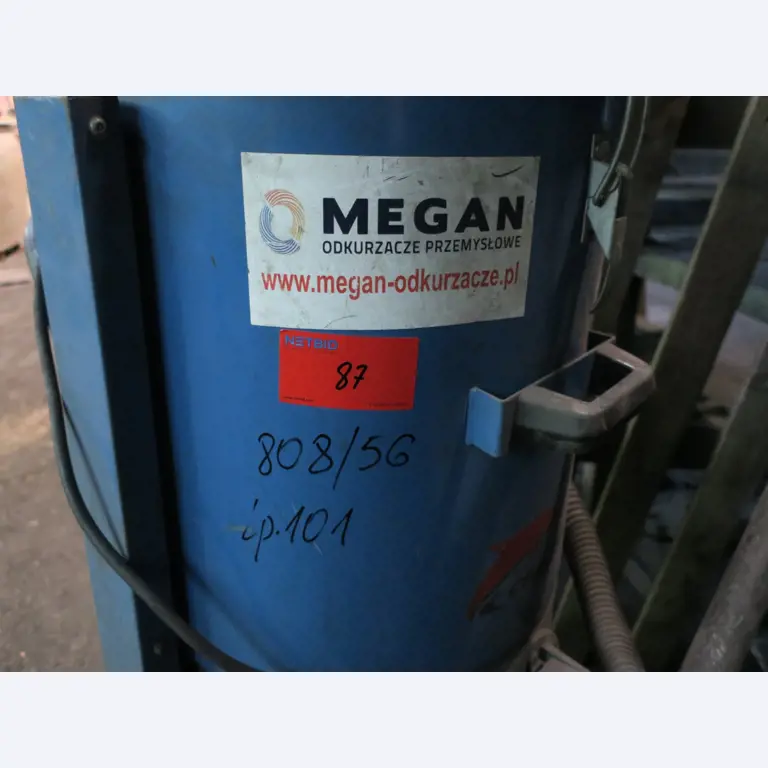 MEGAN
ODKURZACZE PRZEMYSŁOWE
www.megan-odkurzacze.pl
NETBID
87
808/56
ip.101